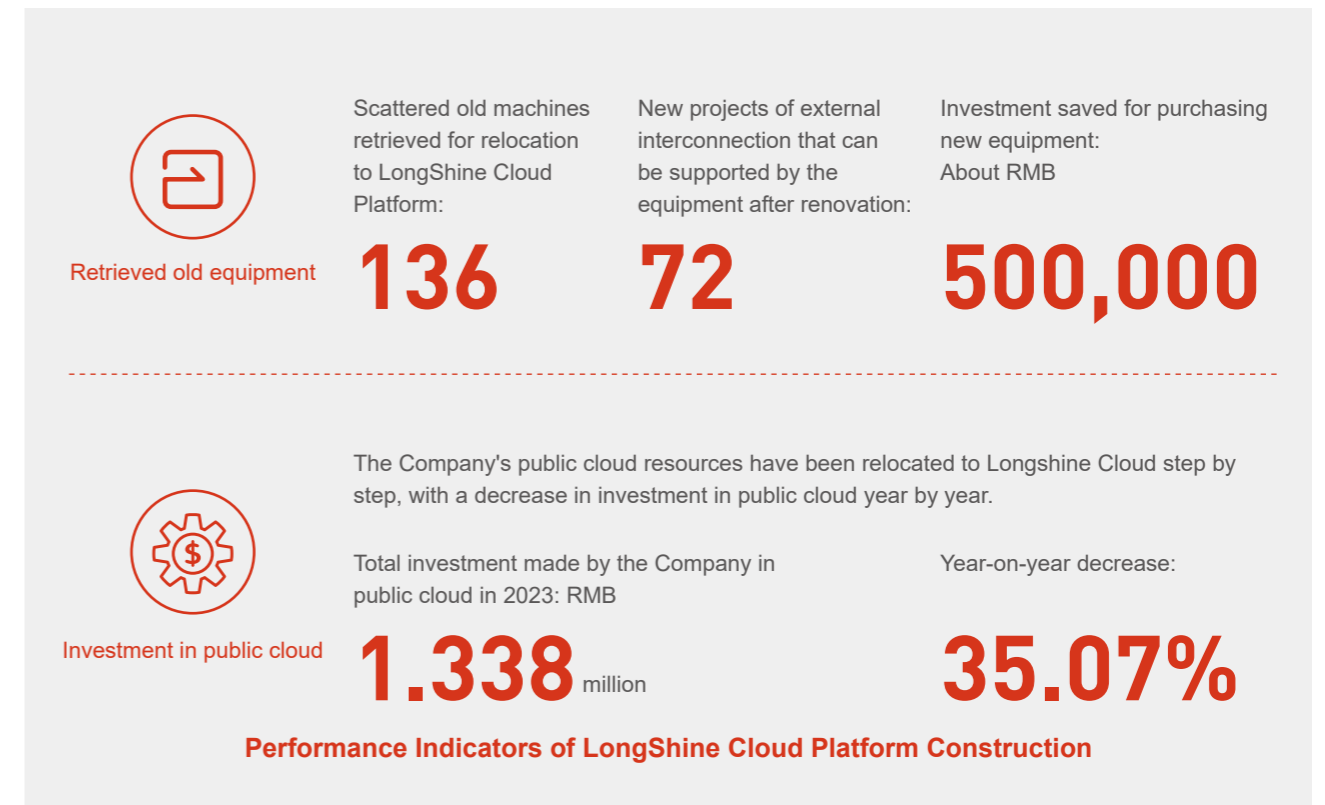 Retrieved old equipment
Scattered old machines
retrieved for relocation
to LongShine Cloud
Platform:
136
New projects of external
interconnection that can
be supported by the
equipment after renovation:
72
Investment saved for purchasing
new equipment:
About RMB
500,000
Investment in public cloud
The Company's public cloud resources have been relocated to Longshine Cloud step by
step, with a decrease in investment in public cloud year by year.
Total investment made by the Company in
public cloud in 2023: RMB
1.338 million
Year-on-year decrease:
35.07%
Performance Indicators of LongShine Cloud Platform Construction